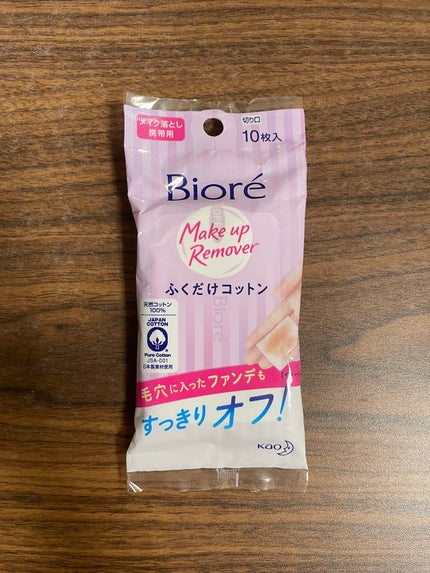 メイク落とし
携帯用
切り口
10枚入
Bioré
Make up
Remover
ふくだけコットン
Bioré
天然コットン
100%
JAPAN
COTTON
Pure Cotton
JSA-001
日本製素材使用
毛穴に入ったファンデも
すっきりオフ!
Kao